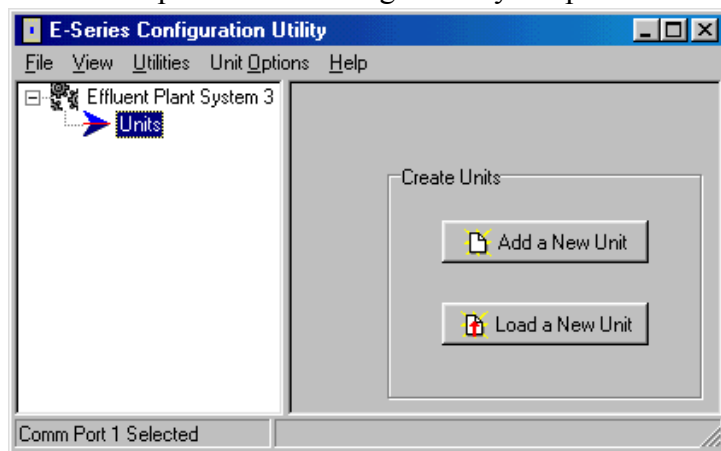 E-Series Configuration Utility
File View Utilities Unit Options Help
Effluent Plant System 3
Units
Create Units
Add a New Unit
Load a New Unit
Comm Port 1 Selected